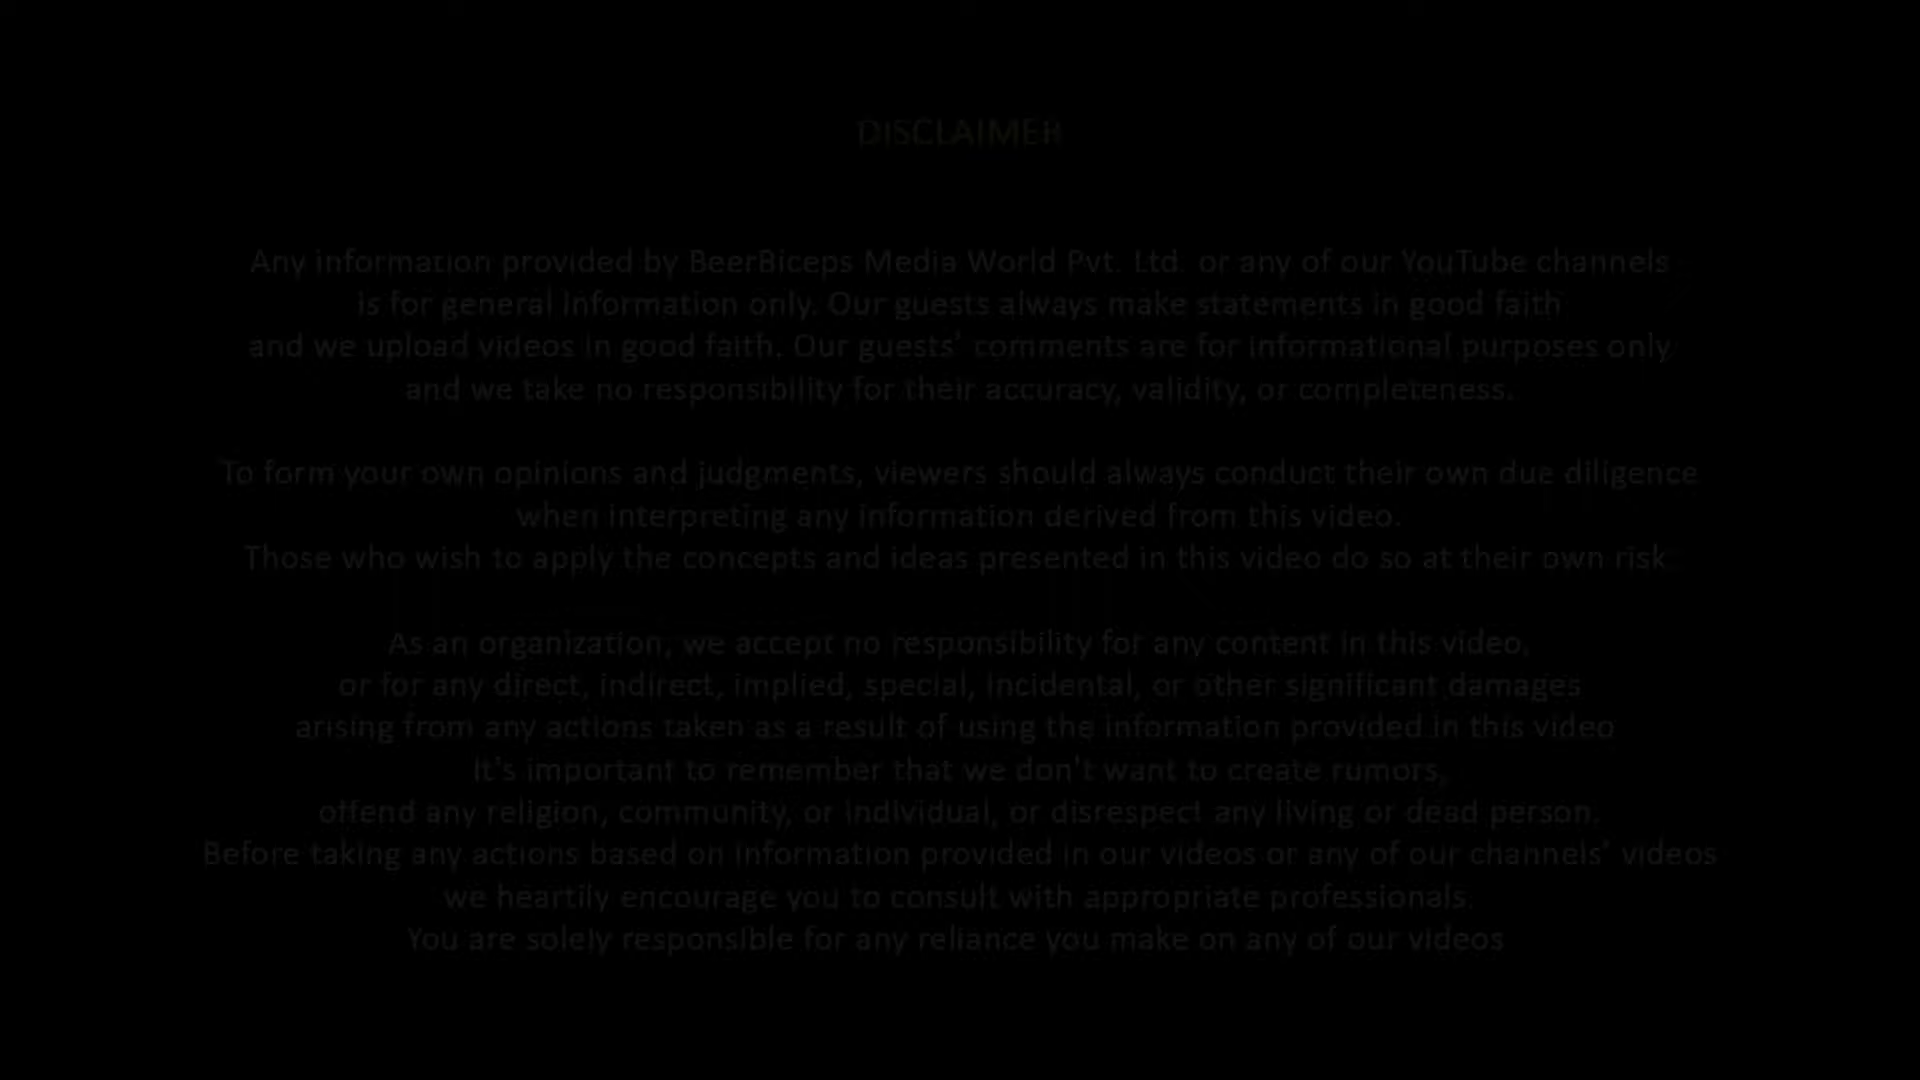 DISCLAIMER
Any information provided by BeerBiceps Media World Pvt. Ltd. or any of our YouTube channels
is for general information only. Our guests always make statements in good faith
and we upload videos in good faith. Our guests' comments are for informational purposes only
and we take no responsibility for their accuracy, validity, or completeness.
To form your own opinions and judgments, viewers should always conduct their own due diligence
when interpreting any information derived from this video.
Those who wish to apply the concepts and ideas presented in this video do so at their own risk
As an organization, we accept no responsibility for any content in this video,
or for any direct, indirect, implied, special, incidental, or other significant damages
arising from any actions taken as a result of using the information provided in this video
It's important to remember that we don't want to create rumors,
offend any religion, community, or individual, or disrespect any living or dead person.
Before taking any actions based on information provided in our videos or any of our channels' videos
we heartily encourage you to consult with appropriate professionals.
You are solely responsible for any reliance you make on any of our videos